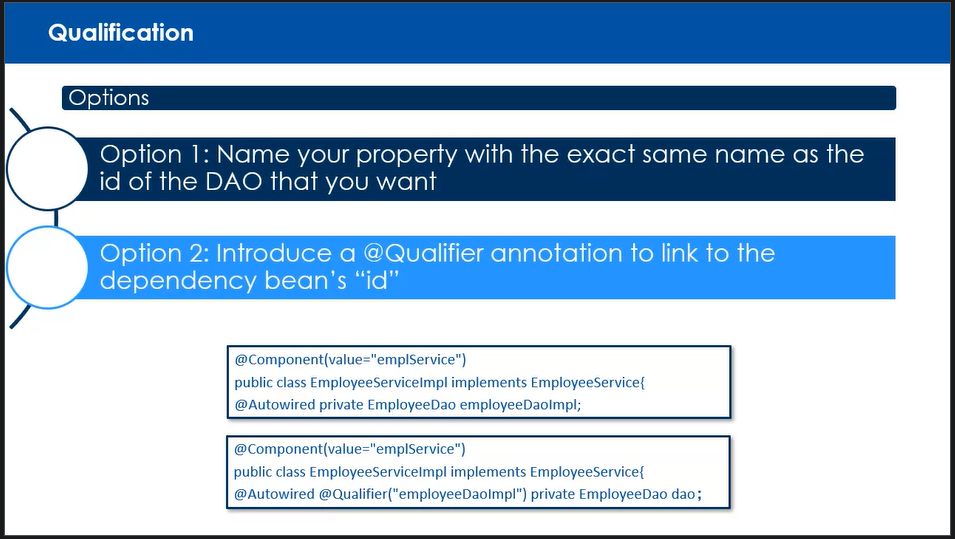 Qualification
Options
Option 1: Name your property with the exact same name as the
id of the DAO that you want
Option 2: Introduce a @Qualifier annotation to link to the
dependency bean’s “id”
@Component(value="emplService")
public class EmployeeServiceImpl implements EmployeeService{
@Autowired private EmployeeDao employeeDaoImpl;
@Component(value="emplService")
public class EmployeeServiceImpl implements EmployeeService{
@Autowired @Qualifier("employeeDaoImpl") private EmployeeDao dao;